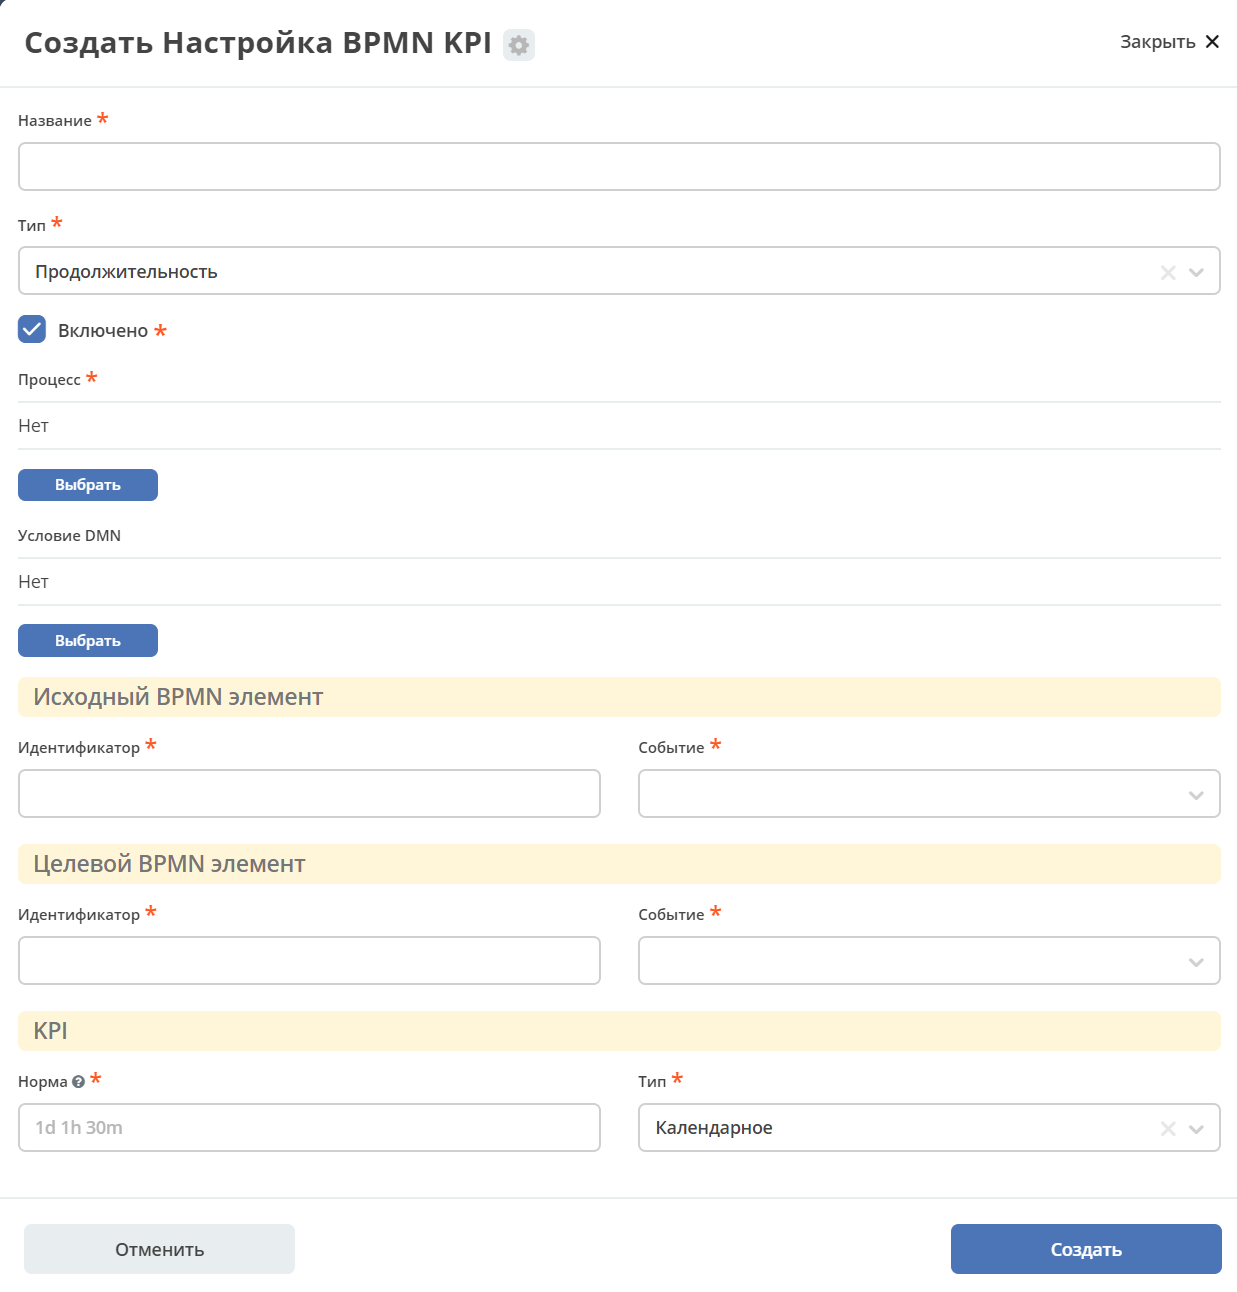 Создать Настройка BPMN KPI
Закрыть
Название *
Тип *
Продолжительность
Включено *
Процесс *
Нет
Выбрать
Условие DMN
Нет
Выбрать
Исходный BPMN элемент
Идентификатор * Событие *
Целевой BPMN элемент
Идентификатор * Событие *
KPI
Норма ? * Тип *
1d 1h 30m Календарное
Отменить Создать